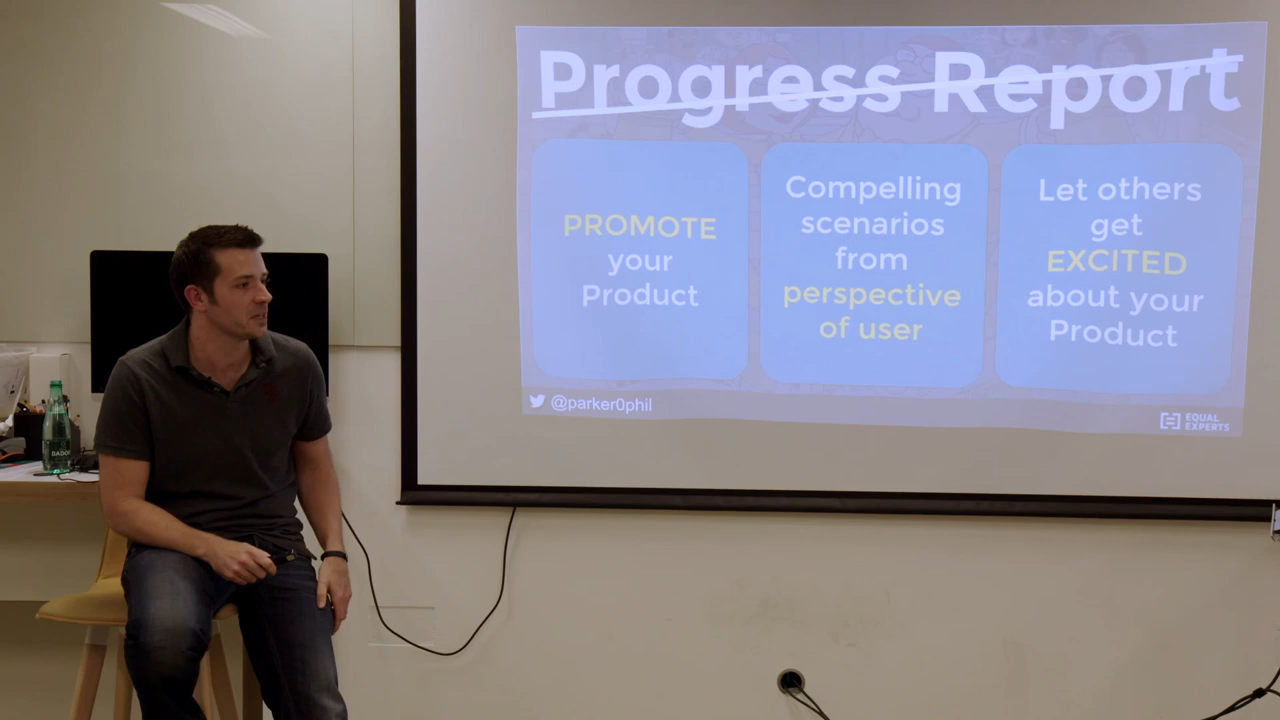 Progress Report
PROMOTE
your
Product
Compelling
scenarios
from
perspective
of user
Let others
get
EXCITED
about your
Product
@parker0phil
EQUAL
EXPERTS
BADOI